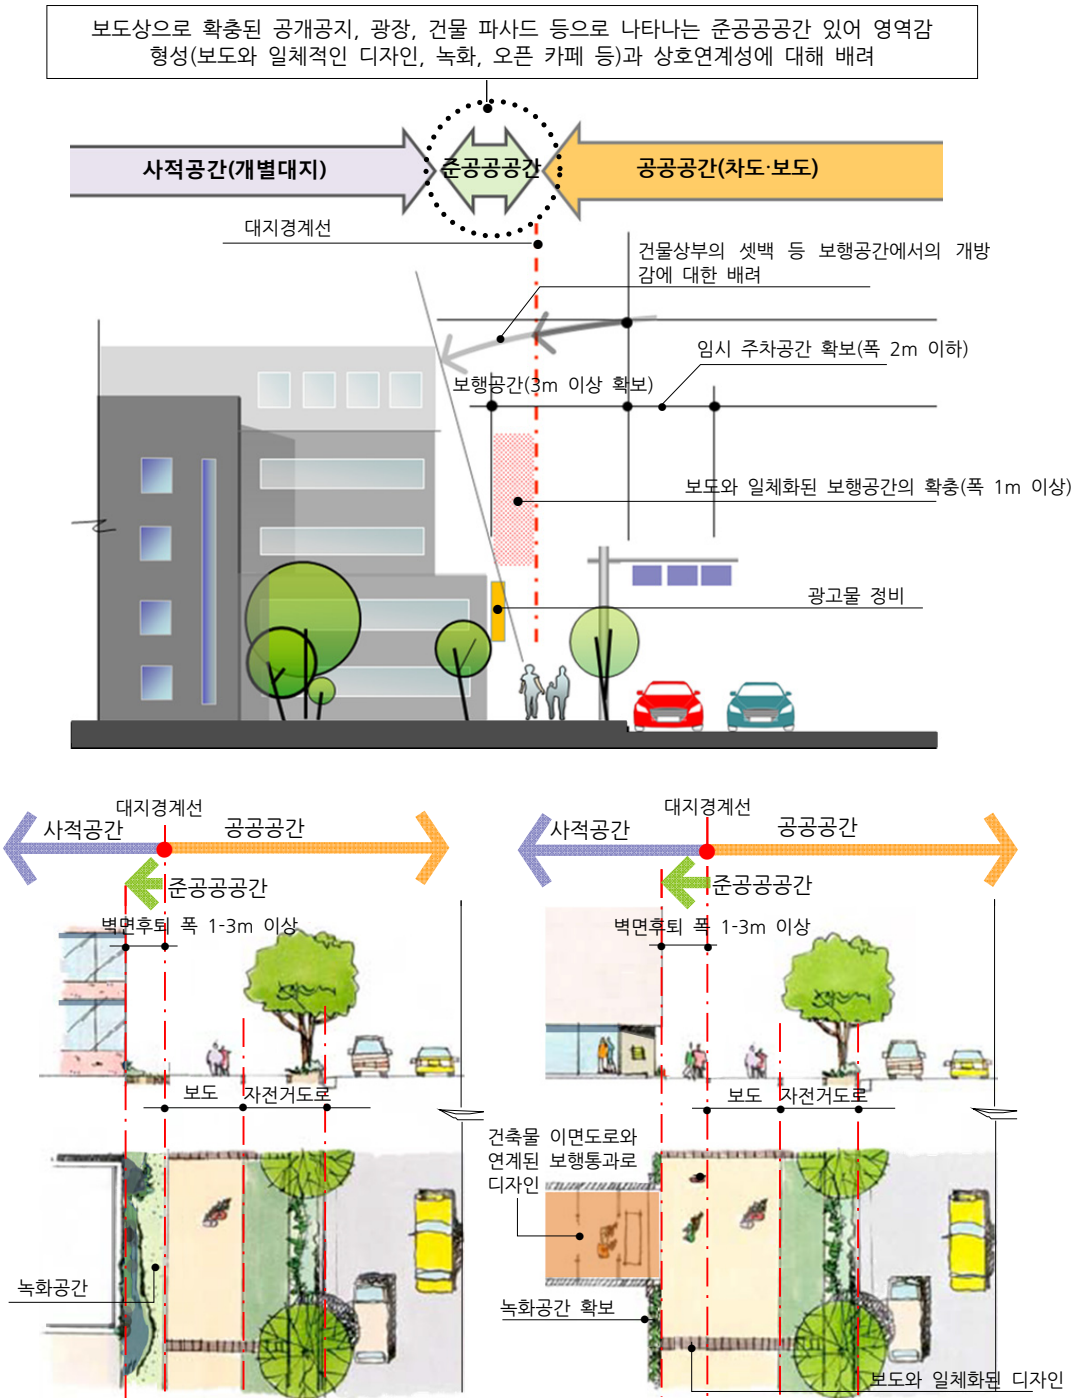 보도상으로 확충된 공개공지, 광장, 건물 파사드 등으로 나타나는 준공공공간 있어 영역감
형성(보도와 일체적인 디자인, 녹화, 오픈 카페 등)과 상호연계성에 대해 배려
사적공간(개별대지)
준공공공간
공공공간(차도·보도)
대지경계선
건물상부의 셋백 등 보행공간에서의 개방
감에 대한 배려
임시 주차공간 확보(폭 2m 이하)
보행공간(3m 이상 확보)
보도와 일체화된 보행공간의 확충(폭 1m 이상)
광고물 정비
대지경계선
사적공간
공공공간
준공공공간
벽면후퇴 폭 1-3m 이상
보도
자전거도로
녹화공간
대지경계선
사적공간
공공공간
준공공공간
벽면후퇴 폭 1-3m 이상
보도
자전거도로
건축물 이면도로와
연계된 보행통과로
디자인
녹화공간 확보
보도와 일체화된 디자인